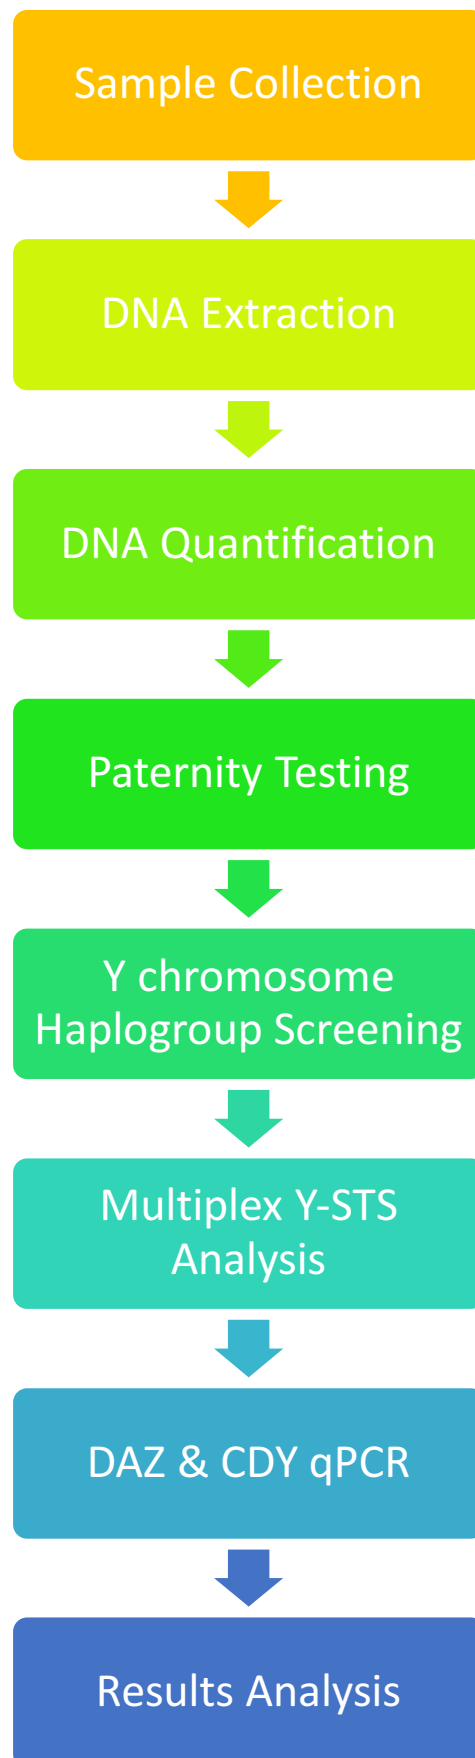 Sample Collection
DNA Extraction
DNA Quantification
Paternity Testing
Y chromosome
Haplogroup Screening
Multiplex Y-STS
Analysis
DAZ & CDY qPCR
Results Analysis